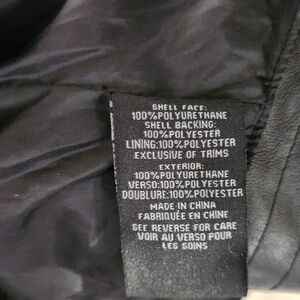 SHELL FACE:
100%POLYURETHANE
SHELL BACKING:
100%POLYESTER
LINING:100%POLYESTER
EXCLUSIVE OF TRIMS
EXTERIOR:
100%POLYURETHANE
VERSO:100%POLYESTER
DOUBLURE:100%POLYESTER
MADE IN CHINA
FABRIQUÉE EN CHINE
SEE REVERSE FOR CARE
VOIR AU VERSO POUR
LES SOINS